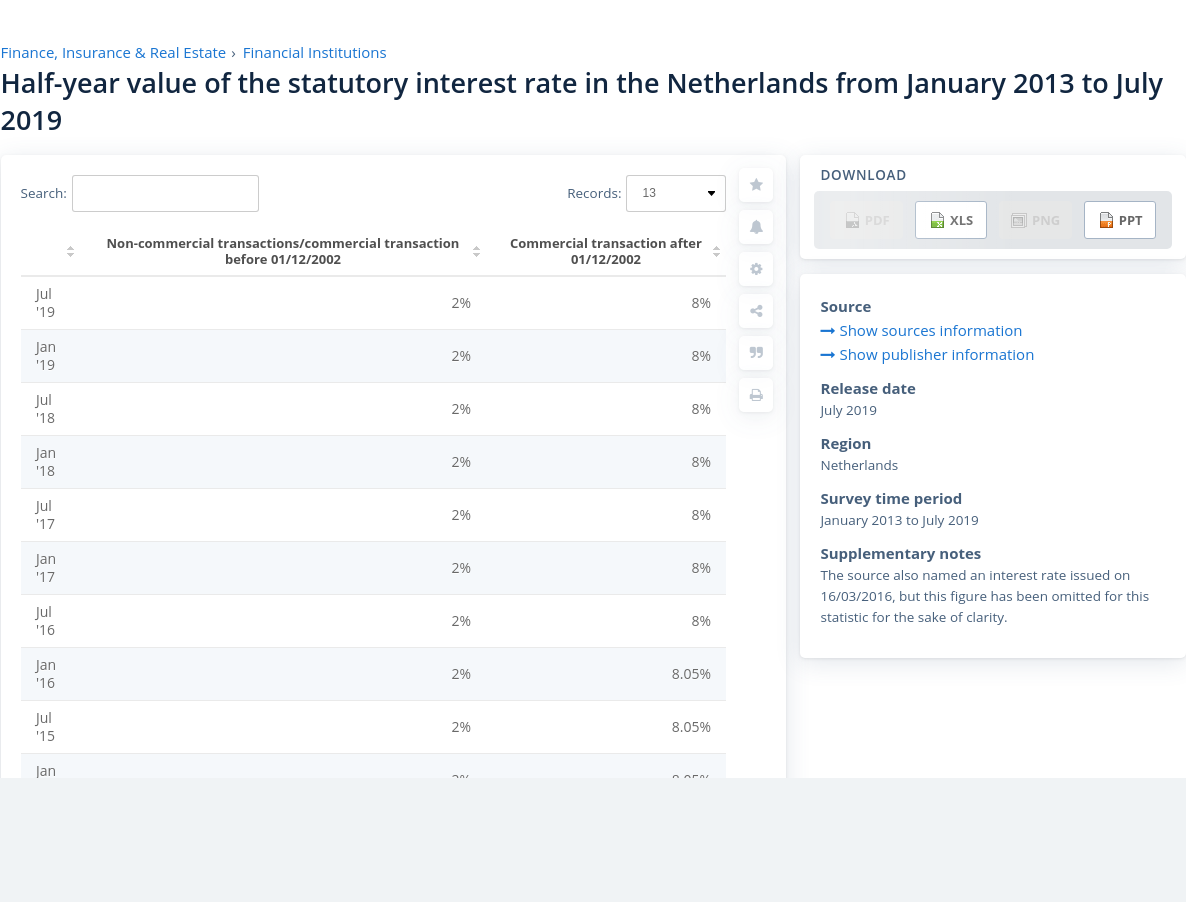 Finance, Insurance & Real Estate › Financial Institutions
Half-year value of the statutory interest rate in the Netherlands from January 2013 to July
2019
Search:
Records: 13
Non-commercial transactions/commercial transaction
before 01/12/2002
Commercial transaction after
01/12/2002
Jul
'19
2%
8%
Jan
'19
2%
8%
Jul
'18
2%
8%
Jan
'18
2%
8%
Jul
'17
2%
8%
Jan
'17
2%
8%
Jul
'16
2%
8%
Jan
'16
2%
8.05%
Jul
'15
2%
8.05%
Jan
DOWNLOAD
PDF XLS PNG PPT
Source
Show sources information
Show publisher information
Release date
July 2019
Region
Netherlands
Survey time period
January 2013 to July 2019
Supplementary notes
The source also named an interest rate issued on
16/03/2016, but this figure has been omitted for this
statistic for the sake of clarity.